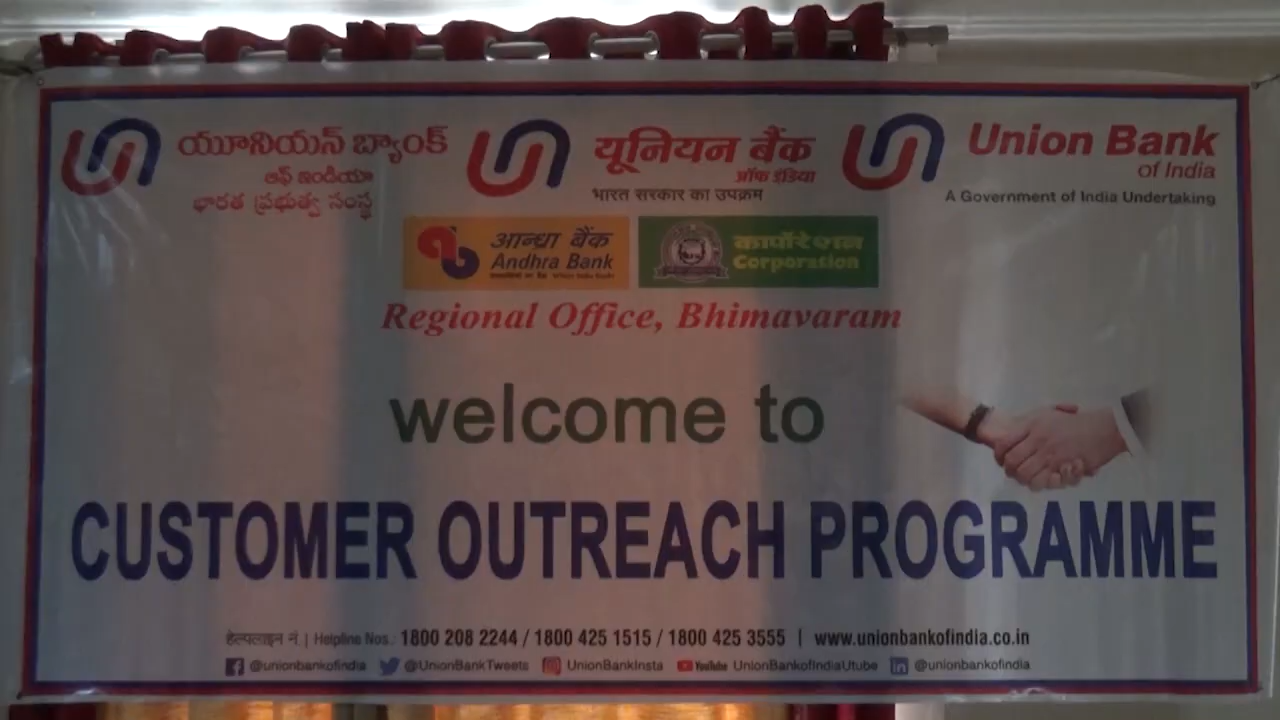 యూనియన్ బ్యాంక్
ఆఫ్ ఇండియా
భారత ప్రభుత్వ సంస్థ
यूनियन बैंक
ऑफ इंडिया
भारत सरकार का उपक्रम
Union Bank
of India
A Government of India Undertaking
आन्ध्रा बैंक
Andhra Bank
कार्पोरेशन
Corporation
Regional Office, Bhimavaram
welcome to
CUSTOMER OUTREACH PROGRAMME
हेल्पलाइन नं. | Helpline Nos.: 1800 208 2244 / 1800 425 1515 / 1800 425 3555 | www.unionbankofindia.co.in
@unionbankofindia @UnionBankTweets UnionBankInsta YouTube UnionBankofIndiaUtube @unionbankofindia